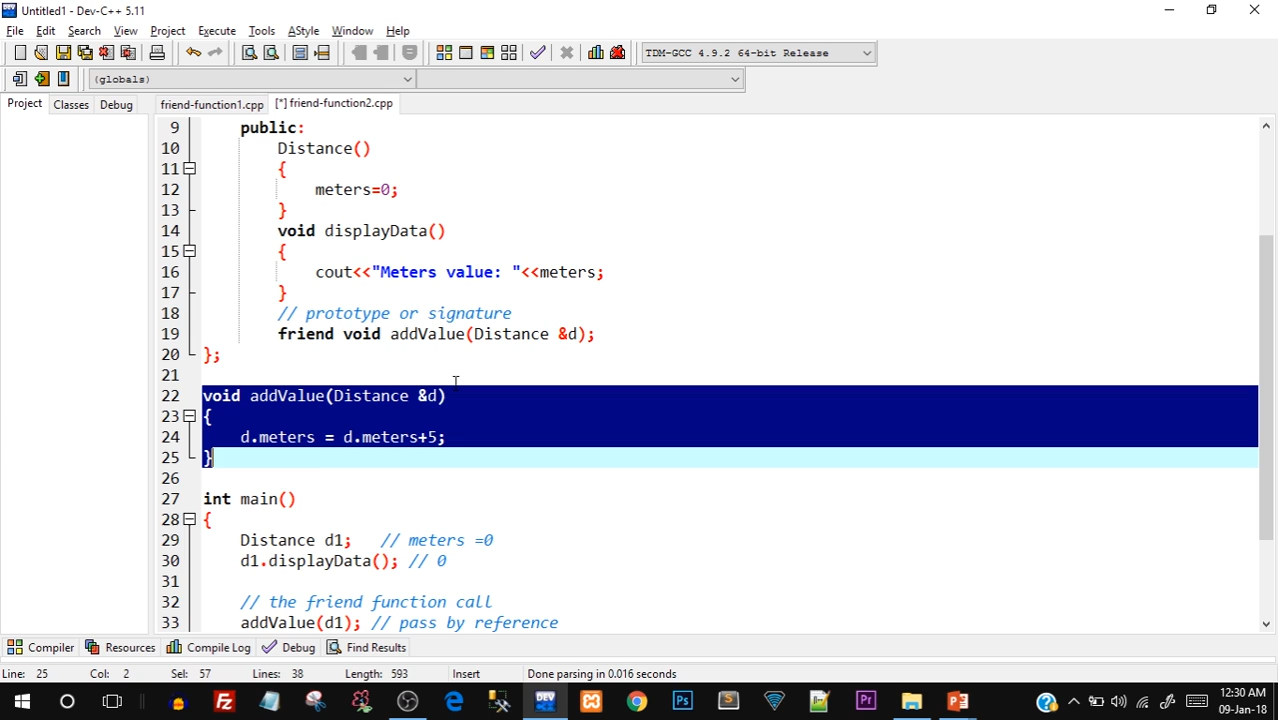 Untitled1 - Dev-C++ 5.11
File Edit Search View Project Execute Tools AStyle Window Help
TDM-GCC 4.9.2 64-bit Release
(globals)
Project Classes Debug friend-function1.cpp [*] friend-function2.cpp
9 public:
10 Distance()
11 {
12 meters=0;
13 }
14 void displayData()
15 {
16 cout<<"Meters value: "<<meters;
17 }
18 // prototype or signature
19 friend void addValue(Distance &d);
20 };
21
22 void addValue(Distance &d)
23 {
24 d.meters = d.meters+5;
25 }
26
27 int main()
28 {
29 Distance d1; // meters =0
30 d1.displayData(); // 0
31
32 // the friend function call
33 addValue(d1); // pass by reference
Compiler Resources Compile Log Debug Find Results
Line: 25 Col: 2 Sel: 57 Lines: 38 Length: 593 Insert Done parsing in 0.016 seconds
12:30 AM
09-Jan-18